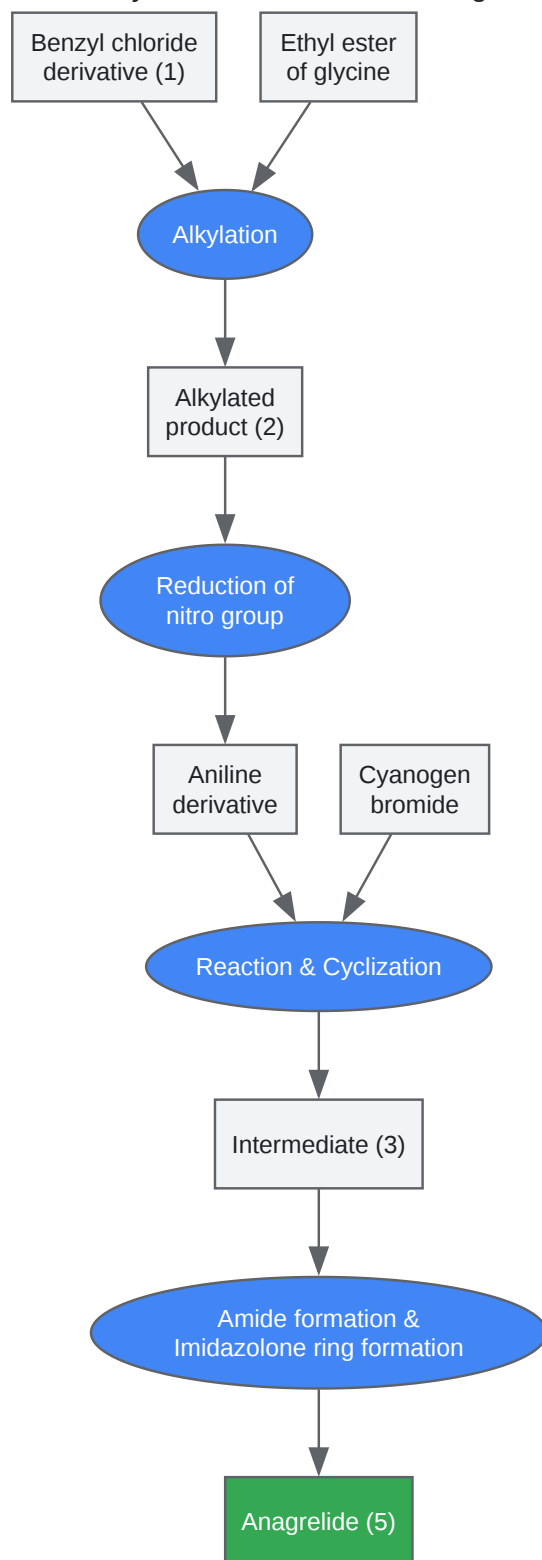 Benzyl chloride
derivative (1)
Ethyl ester
of glycine
Alkylation
Alkylated
product (2)
Reduction of
nitro group
Aniline
derivative
Cyanogen
bromide
Reaction & Cyclization
Intermediate (3)
Amide formation &
Imidazolone ring formation
Anagrelide (5)